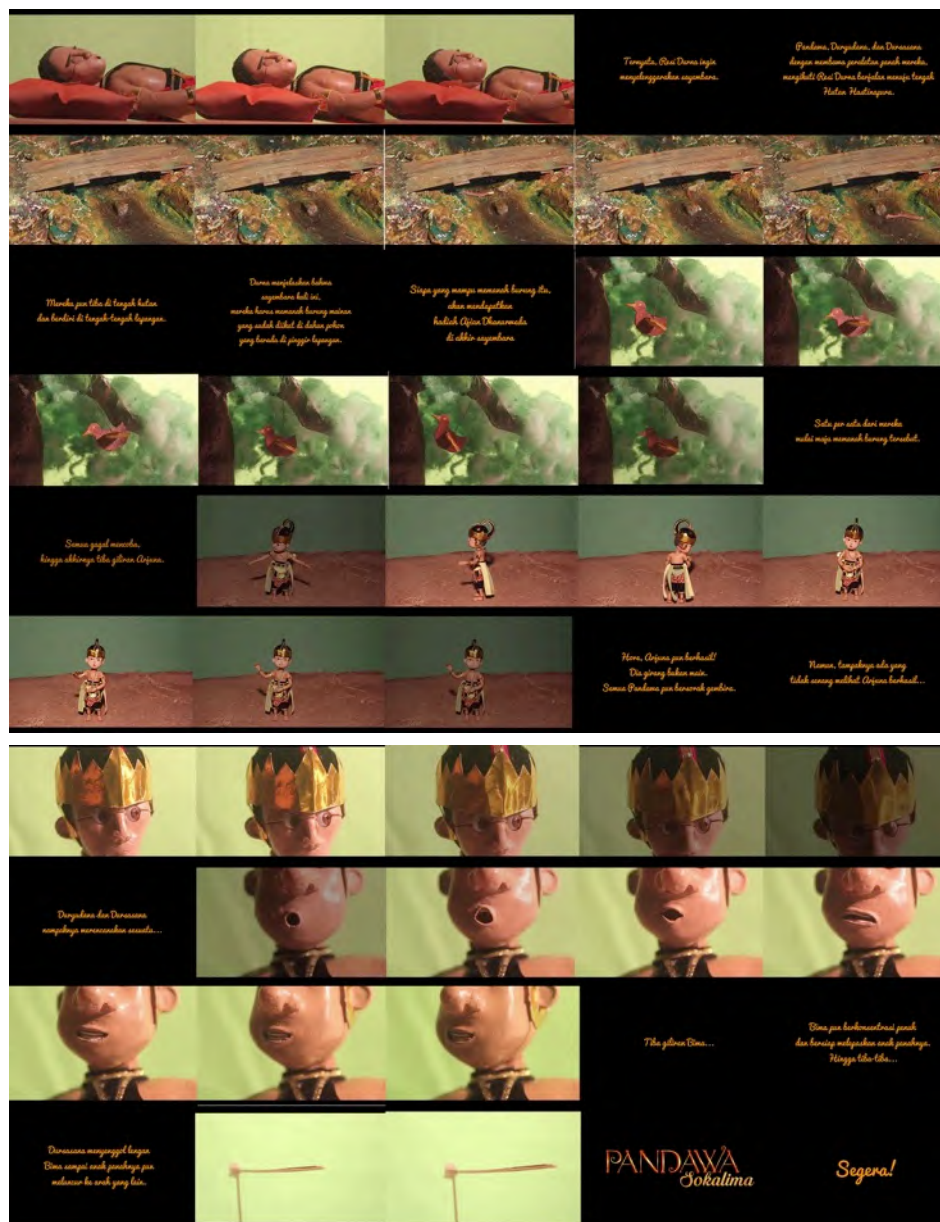 Ternyata, Resi Dorna ingin
menyelenggarakan sayembara.
Pandawa, Duryudana, dan Dursasana
dengan membawa peralatan panah mereka,
mengikuti Resi Dorna berjalan menuju tengah
Hutan Hastinapura.
Mereka pun tiba di tengah hutan
dan berdiri di tengah-tengah lapangan.
Dorna menjelaskan bahwa
sayembara kali ini,
mereka harus memanah burung mainan
yang sudah diikat di dahan pohon
yang berada di pinggir lapangan.
Siapa yang mampu memanah burung itu,
akan mendapatkan
hadiah Ajian Dhanurweda
di akhir sayembara
Satu per satu dari mereka
mulai maju memanah burung tersebut.
Semua gagal mencoba,
hingga akhirnya tiba giliran Arjuna.
Hore, Arjuna pun berhasil!
Dia girang bukan main.
Semua Pandawa pun bersorak gembira.
Namun, tampaknya ada yang
tidak senang melihat Arjuna berhasil...
Duryudana dan Dursasana
nampaknya merencanakan sesuatu...
Tiba giliran Bima...
Bima pun berkonsentrasi penuh
dan bersiap melepaskan anak panahnya.
Hingga tiba-tiba...
Dursasana menyenggol lengan
Bima sampai anak panahnya pun
meluncur ke arah yang lain.
PANDAWA
Sokalima
Segera!